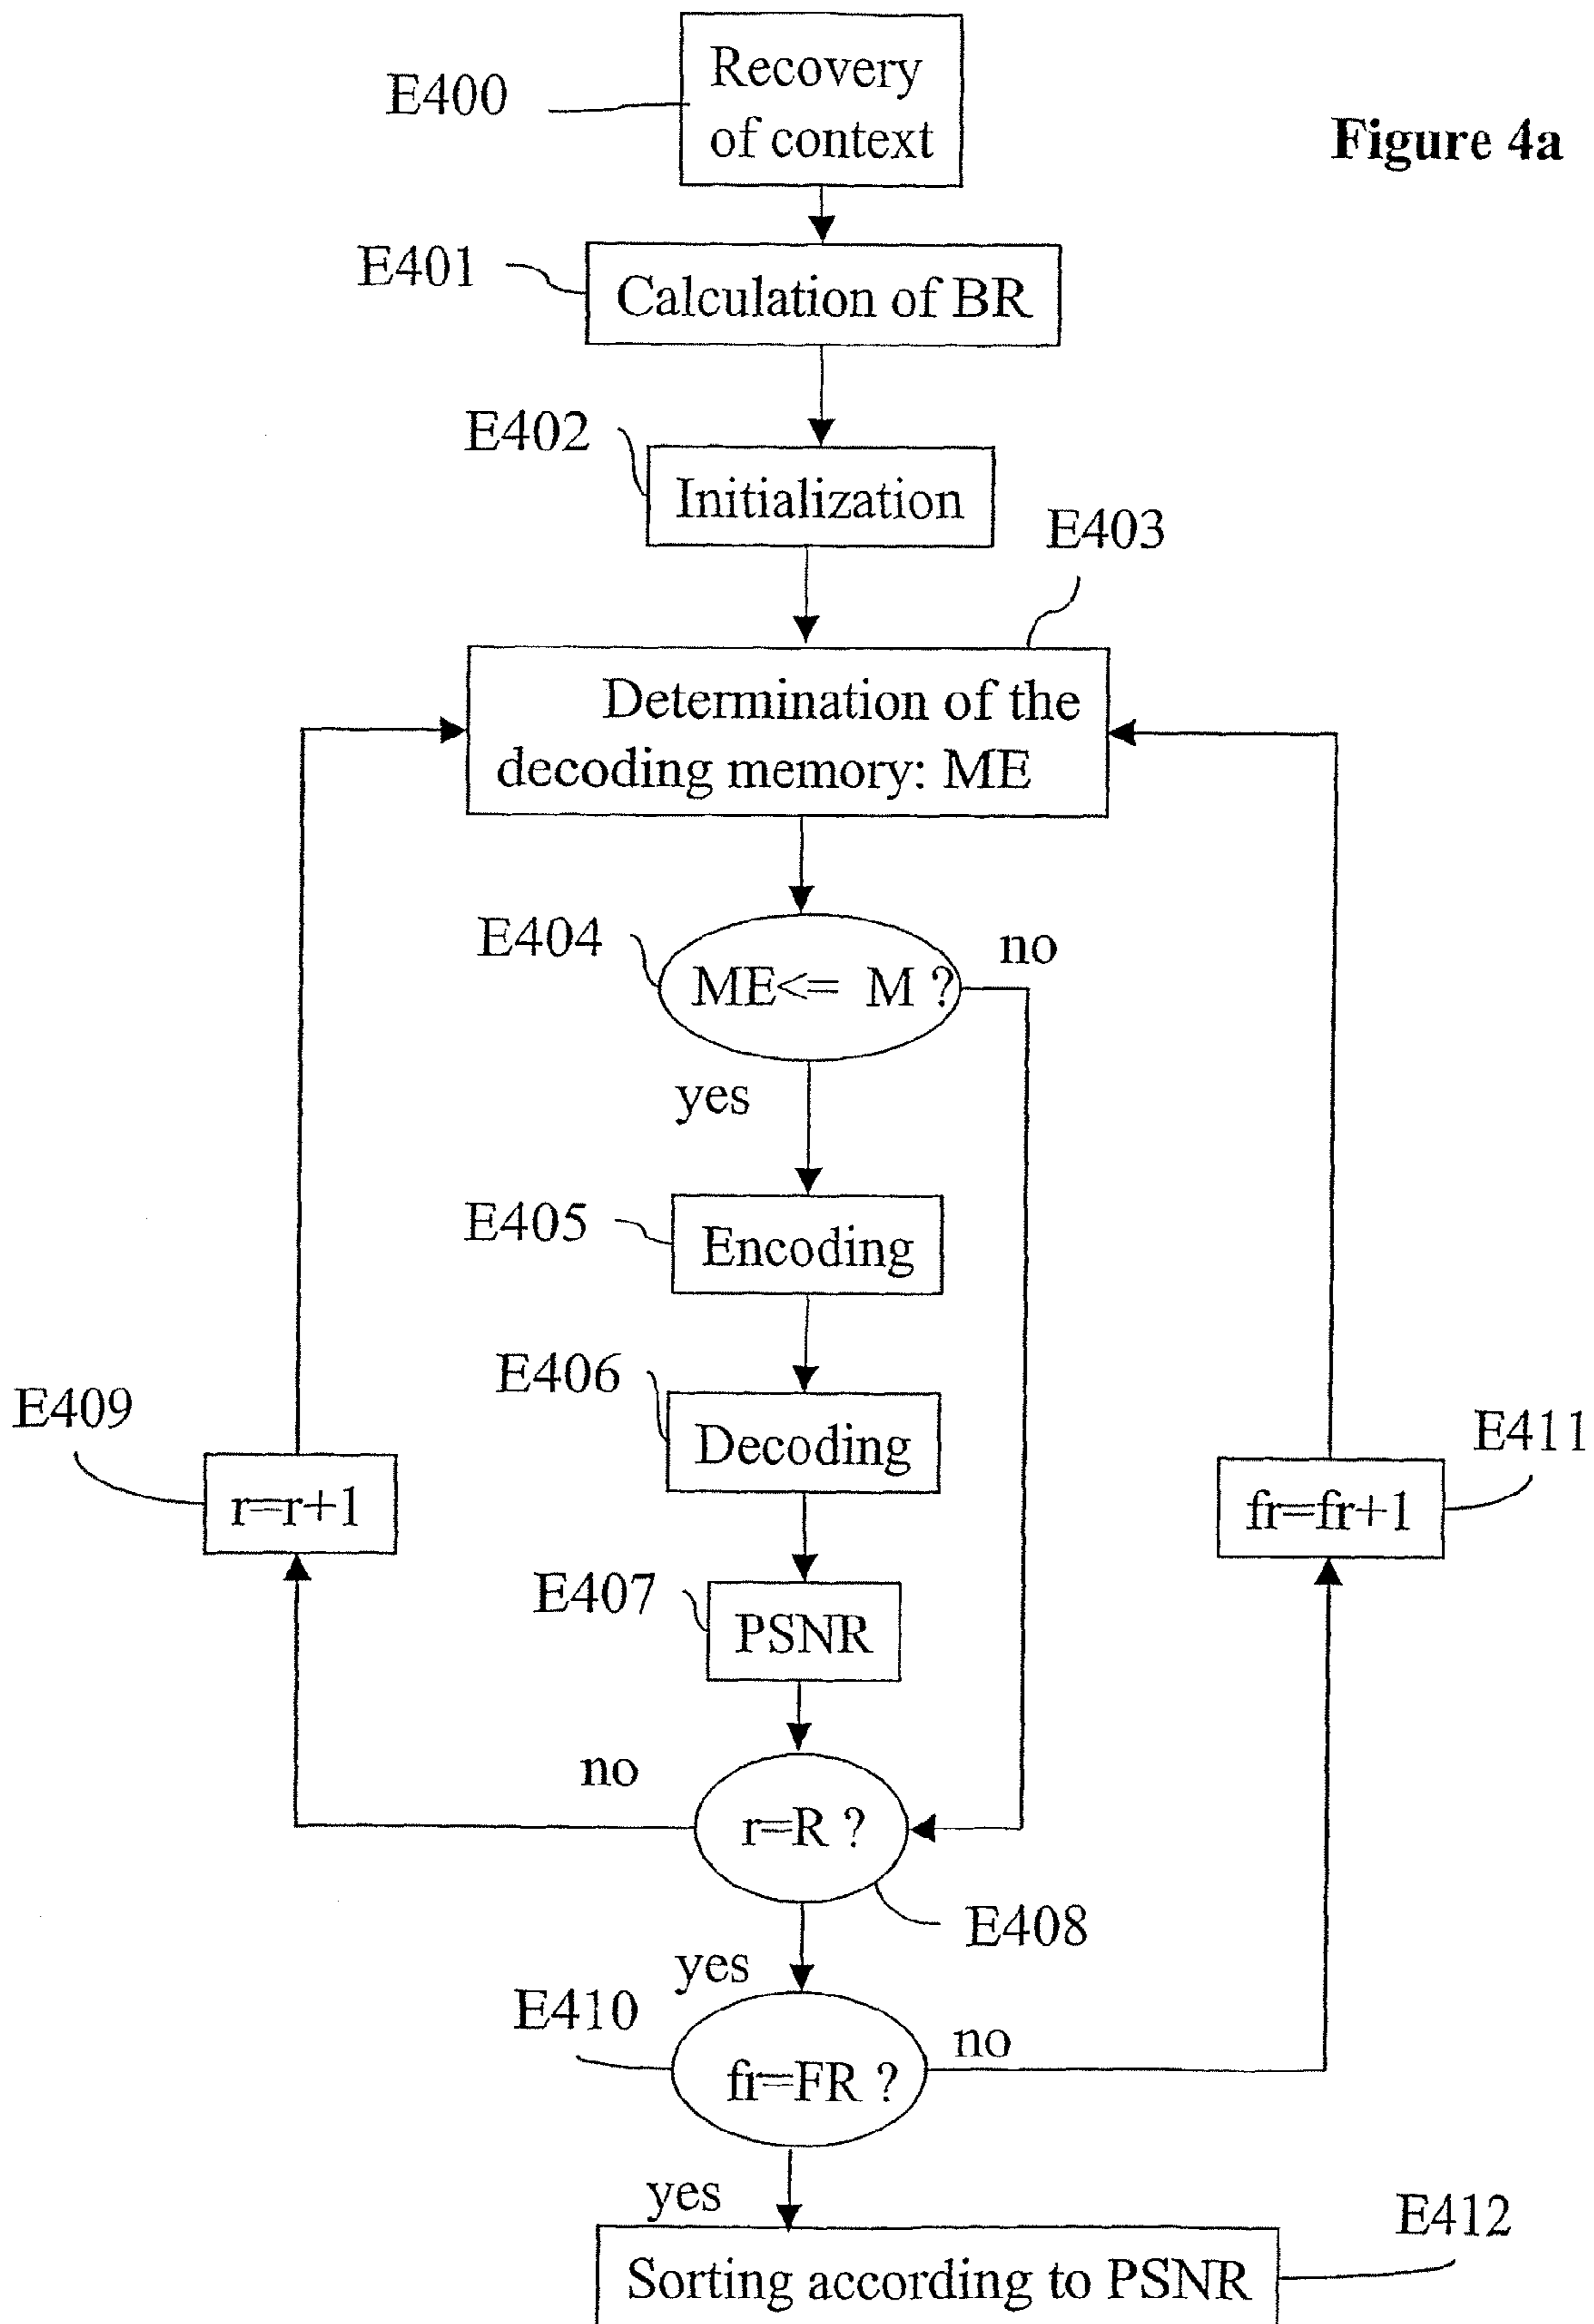 Recovery
of context
E400
Figure 4a
E401
Calculation of BR
E402
Initialization
E403
Determination of the
decoding memory: ME
E404
ME<= M ?
no
yes
E405
Encoding
E406
Decoding
E409
r=r+1
E411
fr=fr+1
E407
PSNR
no
r=R ?
E408
yes
E410
fr=FR ?
no
yes
E412
Sorting according to PSNR